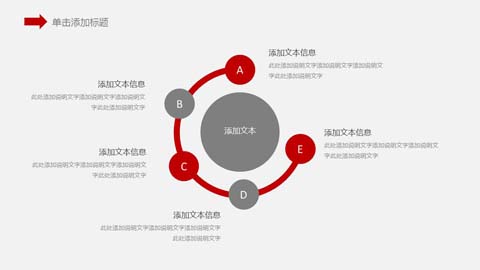 单击添加标题
A
添加文本信息
此处添加说明文字添加说明文字添加说明文
字此处添加说明文字
添加文本信息
此处添加说明文字添加说明文字添加说明文
字此处添加说明文字
B
添加文本
添加文本信息
此处添加说明文字添加说明文字添加说明文
字此处添加说明文字
E
添加文本信息
此处添加说明文字添加说明文字添加说明文
此处添加说明文字
C
D
添加文本信息
此处添加说明文字添加说明文字添加说明文字
此处添加说明文字